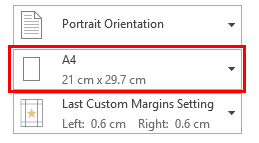 Portrait Orientation
A4
21 cm x 29.7 cm
Last Custom Margins Setting
Left:  0.6 cm    Right:  0.6 cm